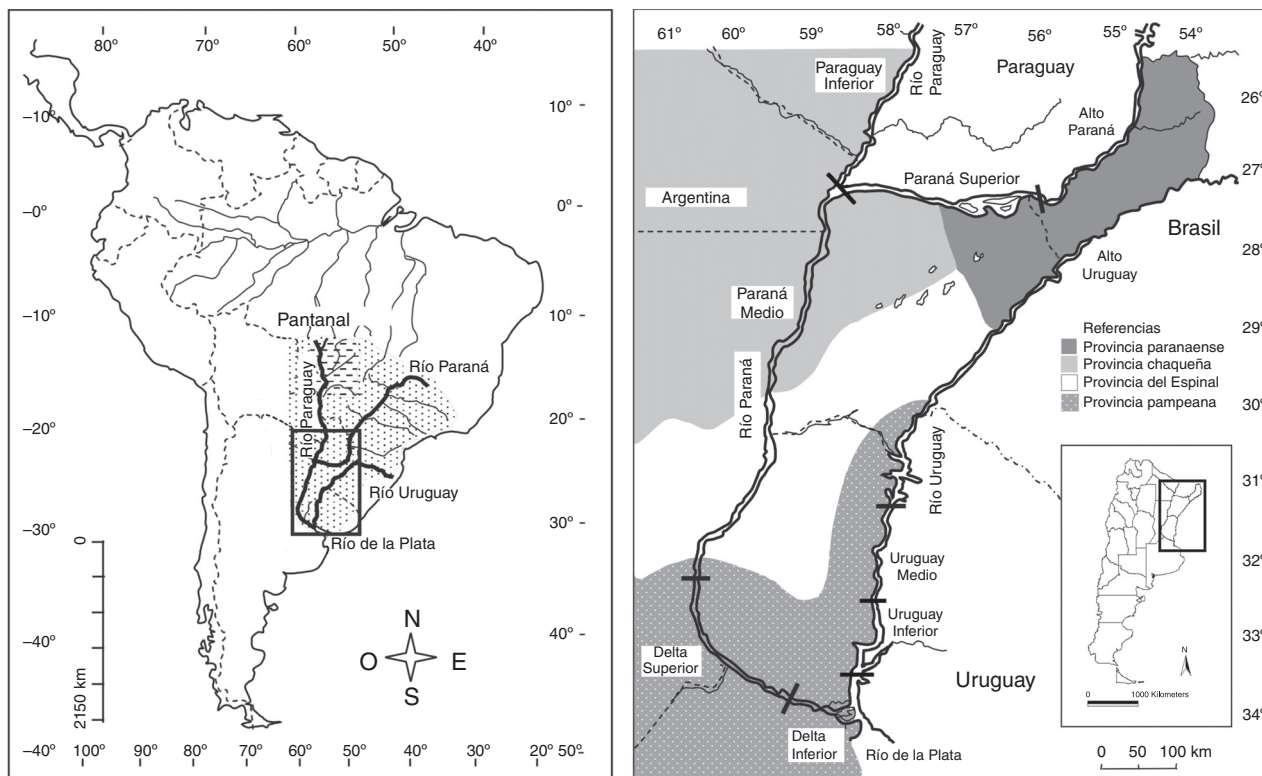 80º 70º 60º 50º 40º
–10º
–0º
–10º
–20º
–30º
–40º
–40º
10º
0º
10º
20º
30º
40º
Pantanal
Río Paraná
Río Paraguay
Río Uruguay
Río de la Plata
0
2150 km
N
O E
S
100º 90º 80º 70º 60º 50º 40º 30º 20º 50º-
61º 60º 59º 58º 57º 56º 55º 54º
26º
27º
28º
29º
30º
31º
32º
33º
34º
Paraguay
Inferior
Río
Paraguay
Paraguay
Alto
Paraná
Paraná Superior
Argentina
Brasil
Alto
Uruguay
Paraná
Medio
Río Paraná
Referencias
Provincia paranaense
Provincia chaqueña
Provincia del Espinal
Provincia pampeana
Río Uruguay
Uruguay
Medio
Uruguay
Inferior
Delta
Superior
Uruguay
Delta
Inferior
Río de la Plata
N
0 1000 Kilometers
0 50 100 km